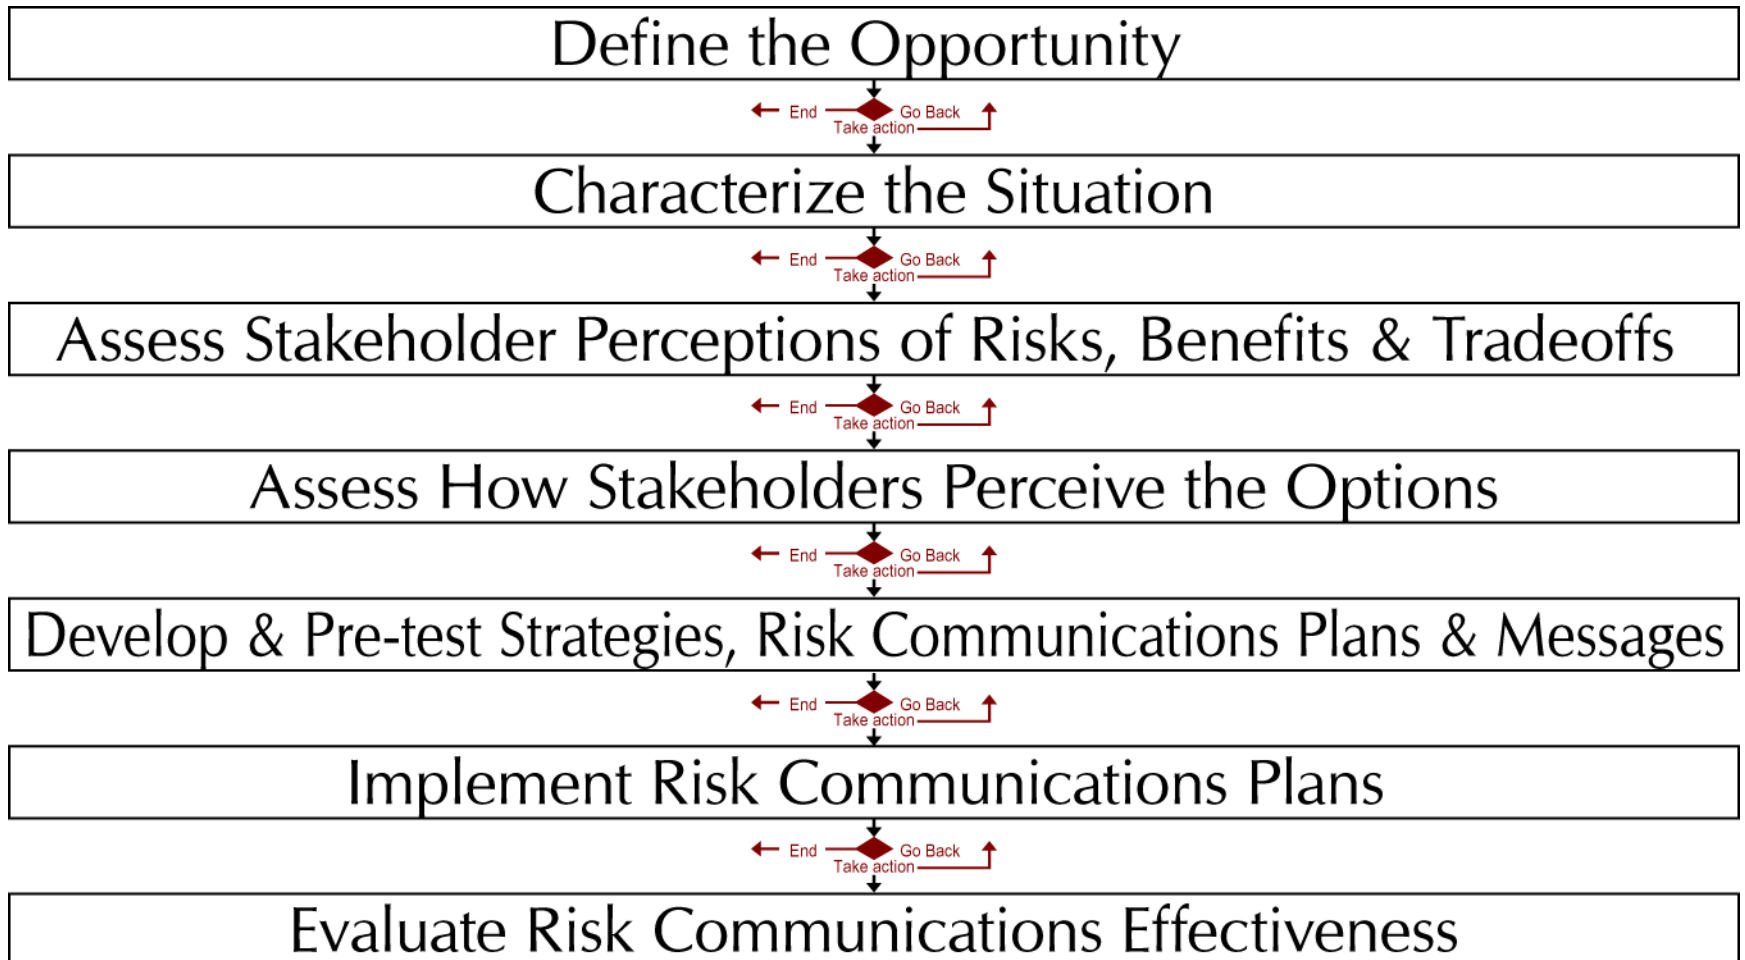 Define the Opportunity
End Go Back
Take action
Characterize the Situation
End Go Back
Take action
Assess Stakeholder Perceptions of Risks, Benefits & Tradeoffs
End Go Back
Take action
Assess How Stakeholders Perceive the Options
End Go Back
Take action
Develop & Pre-test Strategies, Risk Communications Plans & Messages
End Go Back
Take action
Implement Risk Communications Plans
End Go Back
Take action
Evaluate Risk Communications Effectiveness